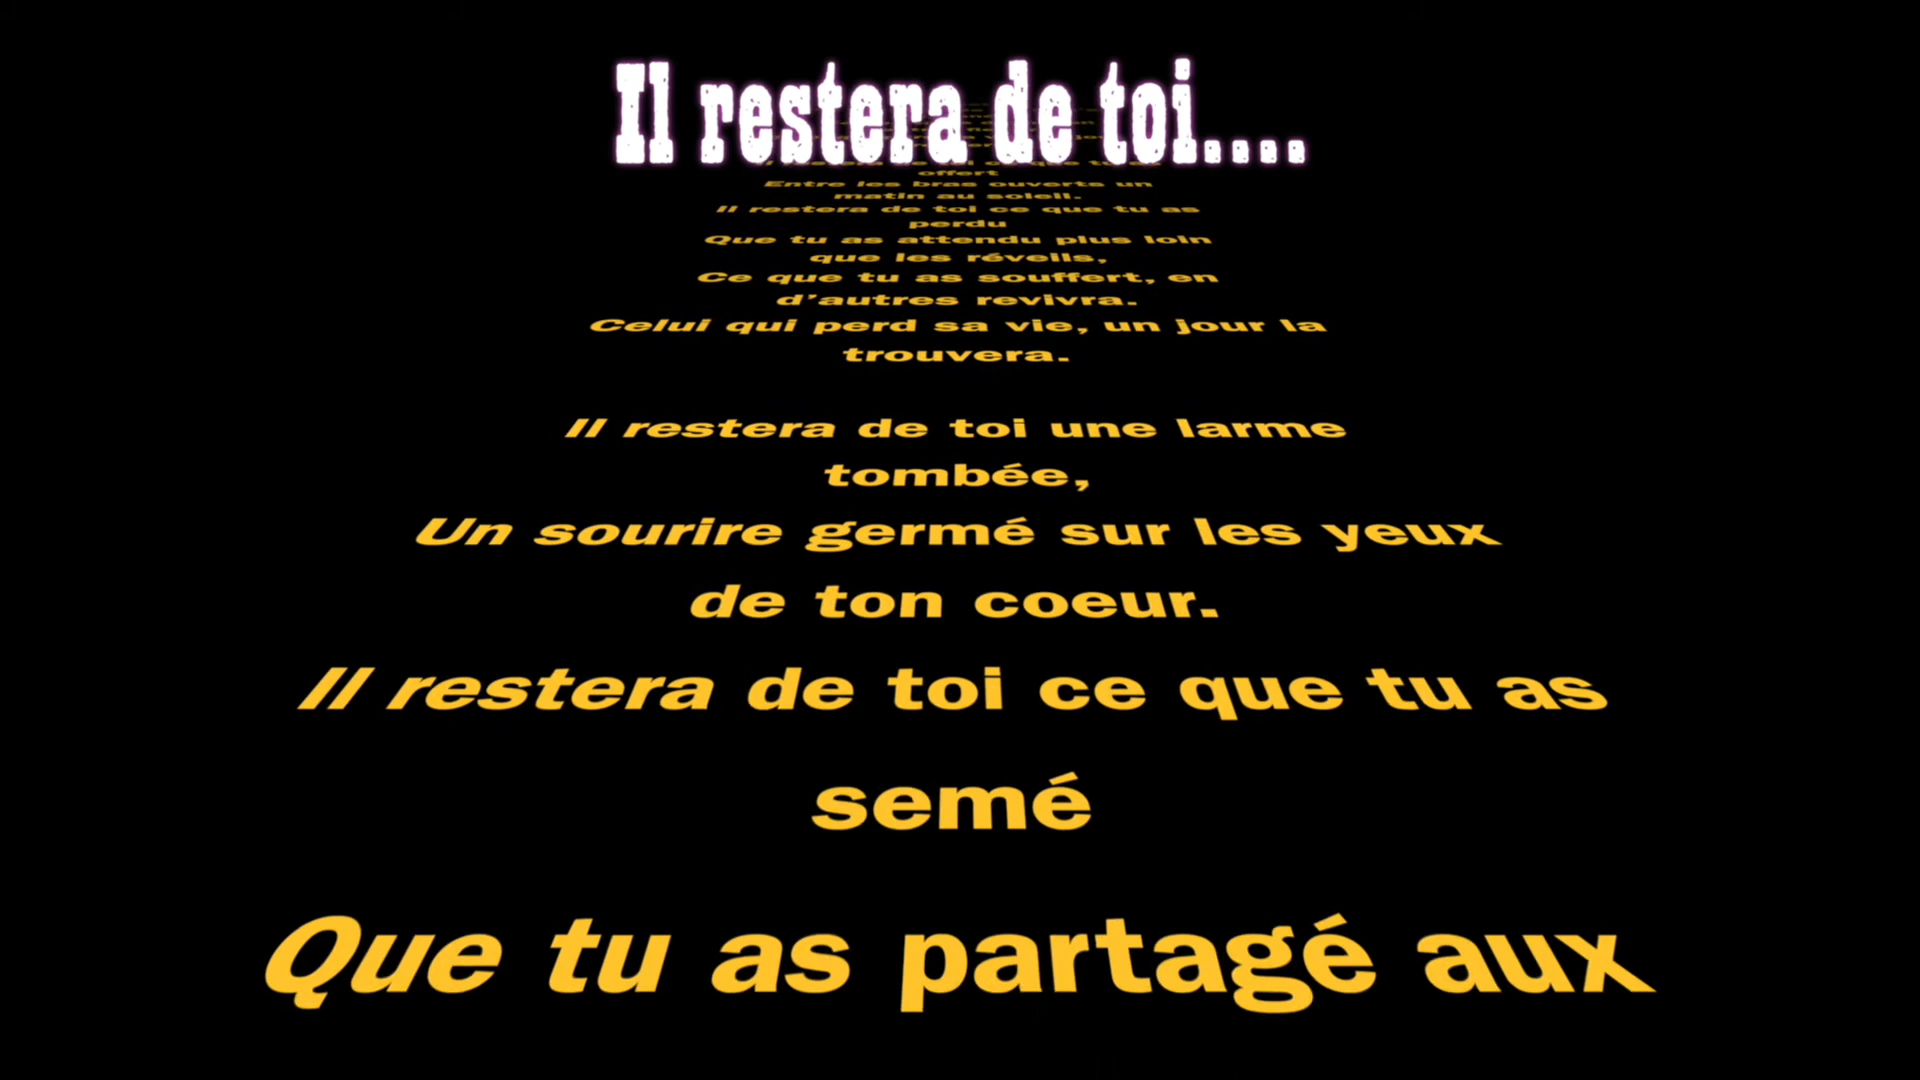 Il restera de toi....
offert
Entre les bras ouverts un
matin au soleil.
Il restera de toi ce que tu as
perdu
Que tu as attendu plus loin
que les réveils,
Ce que tu as souffert, en
d'autres revivra.
Celui qui perd sa vie, un jour la
trouvera.
Il restera de toi une larme
tombée,
Un sourire germé sur les yeux
de ton coeur.
Il restera de toi ce que tu as
semé
Que tu as partagé aux